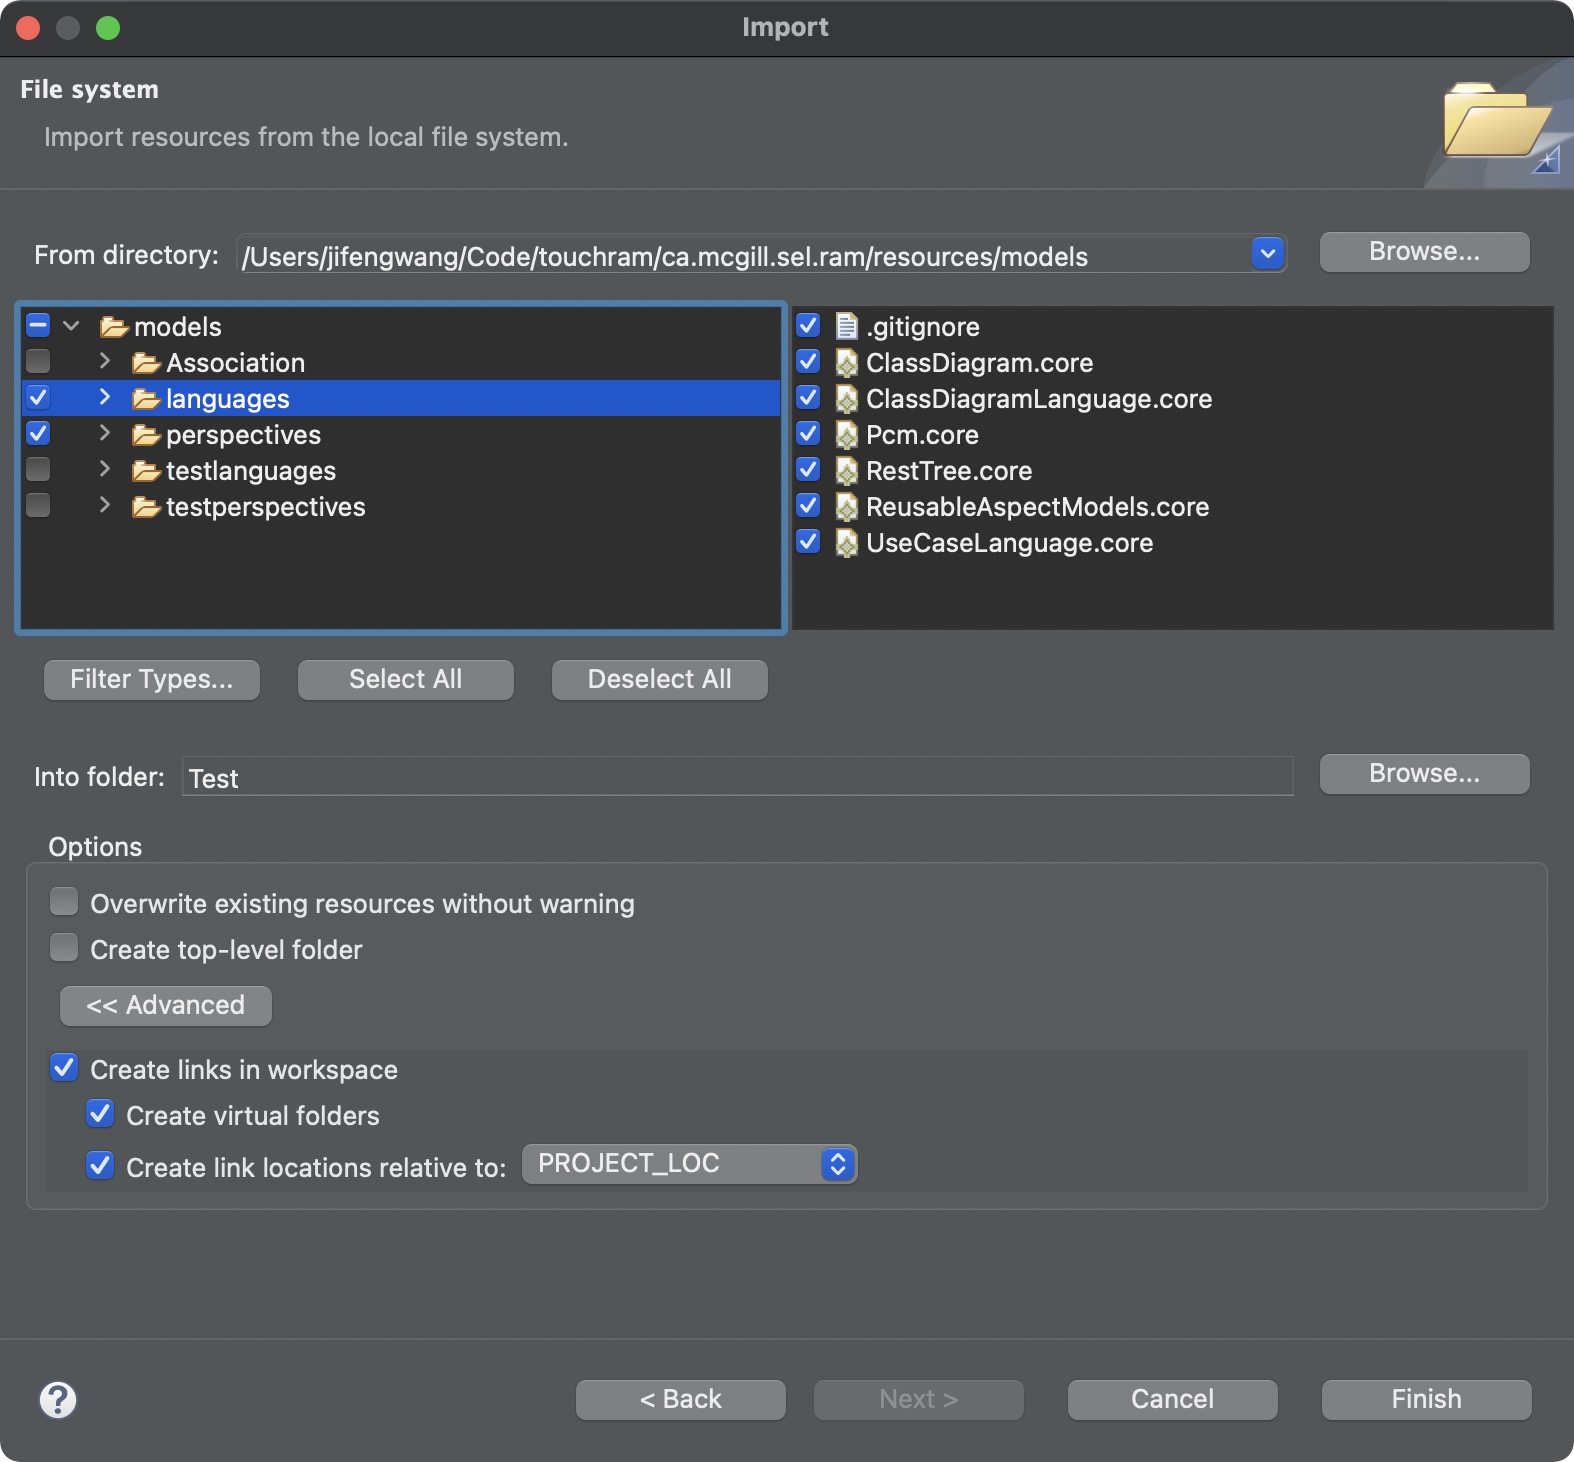 Import
File system
Import resources from the local file system.
From directory: /Users/jifengwang/Code/touchram/ca.mcgill.sel.ram/resources/models Browse...
models
Association
languages
perspectives
testlanguages
testperspectives
.gitignore
ClassDiagram.core
ClassDiagramLanguage.core
Pcm.core
RestTree.core
ReusableAspectModels.core
UseCaseLanguage.core
Filter Types... Select All Deselect All
Into folder: Test Browse...
Options
Overwrite existing resources without warning
Create top-level folder
<< Advanced
Create links in workspace
Create virtual folders
Create link locations relative to: PROJECT_LOC
? < Back Next > Cancel Finish